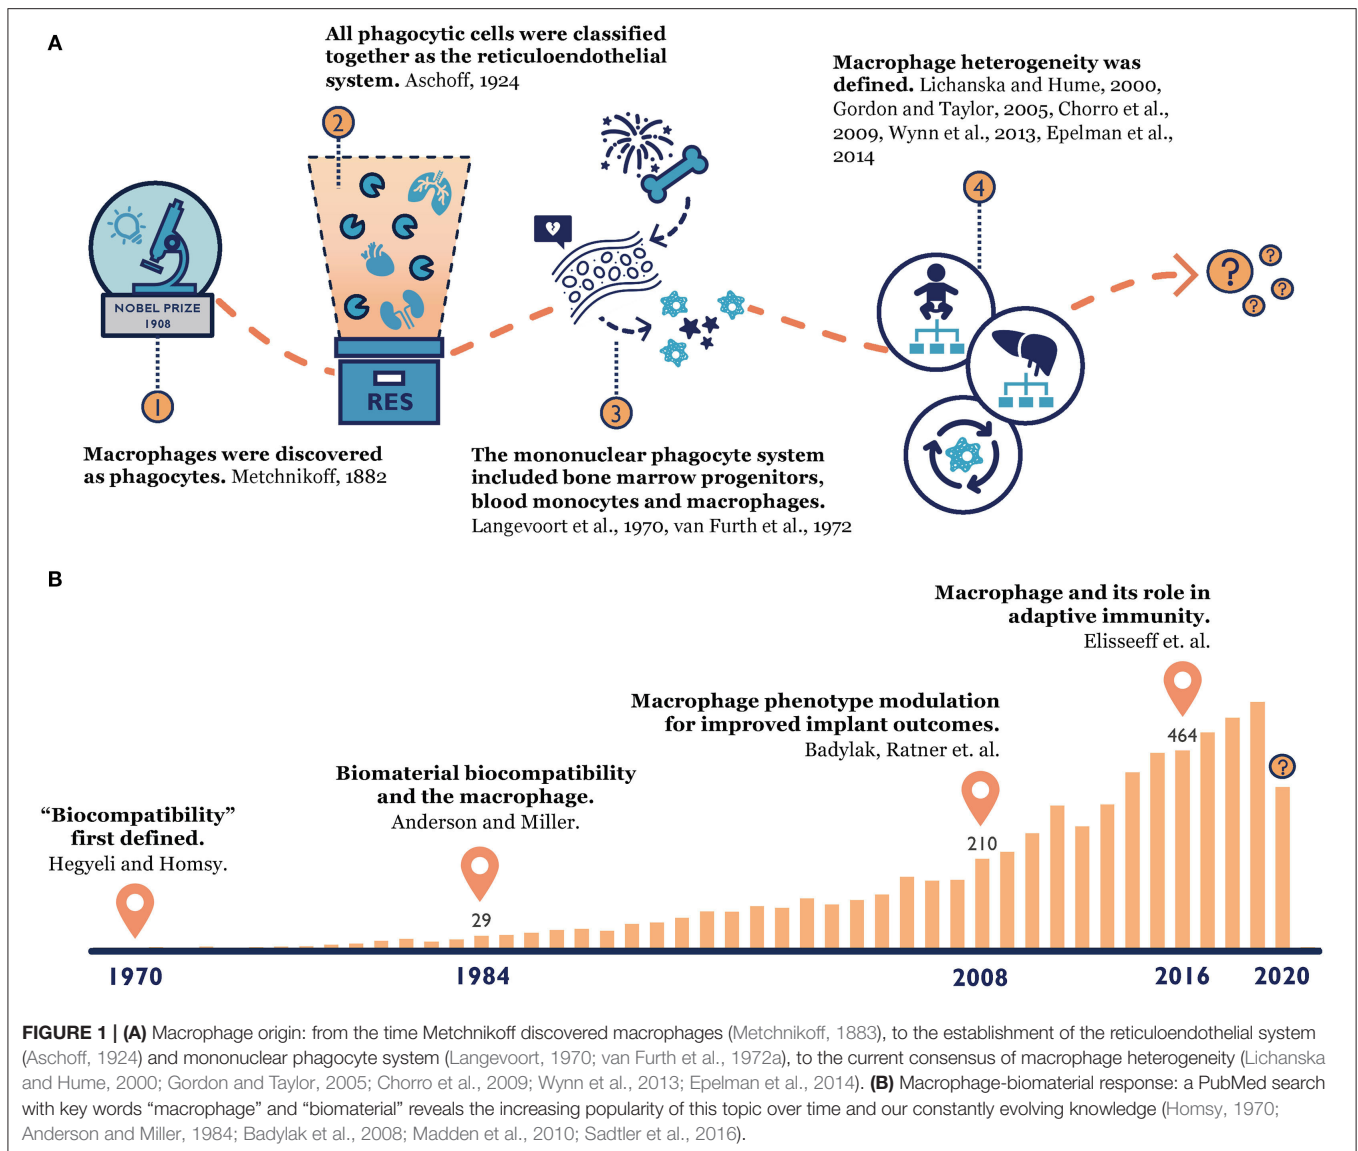 A
All phagocytic cells were classified
together as the reticuloendothelial
system. Aschoff, 1924
Macrophage heterogeneity was
defined. Lichanska and Hume, 2000,
Gordon and Taylor, 2005, Chorro et al.,
2009, Wynn et al., 2013, Epelman et al.,
2014
2
4
NOBEL PRIZE
1908
RES
?
?
?
?
1
3
Macrophages were discovered
as phagocytes. Metchnikoff, 1882
The mononuclear phagocyte system
included bone marrow progenitors,
blood monocytes and macrophages.
Langevoort et al., 1970, van Furth et al., 1972
B
Macrophage and its role in
adaptive immunity.
Elisseeff et. al.
Macrophage phenotype modulation
for improved implant outcomes.
Badylak, Ratner et. al.
Biomaterial biocompatibility
and the macrophage.
Anderson and Miller.
“Biocompatibility”
first defined.
Hegyeli and Homsy.
464
?
210
29
1970
1984
2008
2016
2020
FIGURE 1 | (A) Macrophage origin: from the time Metchnikoff discovered macrophages (Metchnikoff, 1883), to the establishment of the reticuloendothelial system
(Aschoff, 1924) and mononuclear phagocyte system (Langevoort, 1970; van Furth et al., 1972a), to the current consensus of macrophage heterogeneity (Lichanska
and Hume, 2000; Gordon and Taylor, 2005; Chorro et al., 2009; Wynn et al., 2013; Epelman et al., 2014). (B) Macrophage-biomaterial response: a PubMed search
with key words “macrophage” and “biomaterial” reveals the increasing popularity of this topic over time and our constantly evolving knowledge (Homsy, 1970;
Anderson and Miller, 1984; Badylak et al., 2008; Madden et al., 2010; Sadtler et al., 2016).